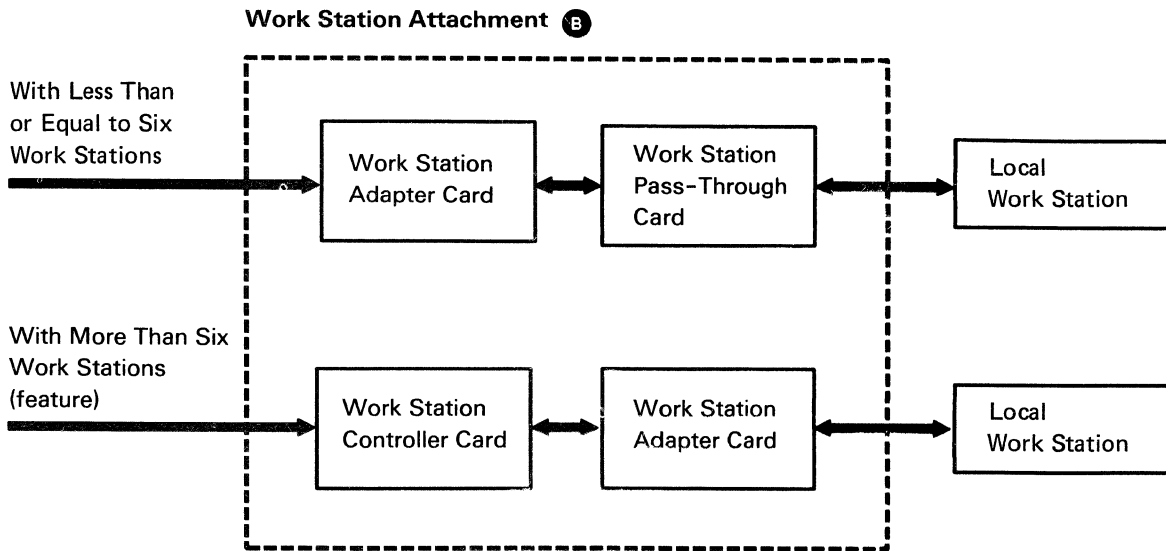 Work Station Attachment B
With Less Than
or Equal to Six
Work Stations
Work Station
Adapter Card
Work Station
Pass-Through
Card
Local
Work Station
With More Than Six
Work Stations
(feature)
Work Station
Controller Card
Work Station
Adapter Card
Local
Work Station